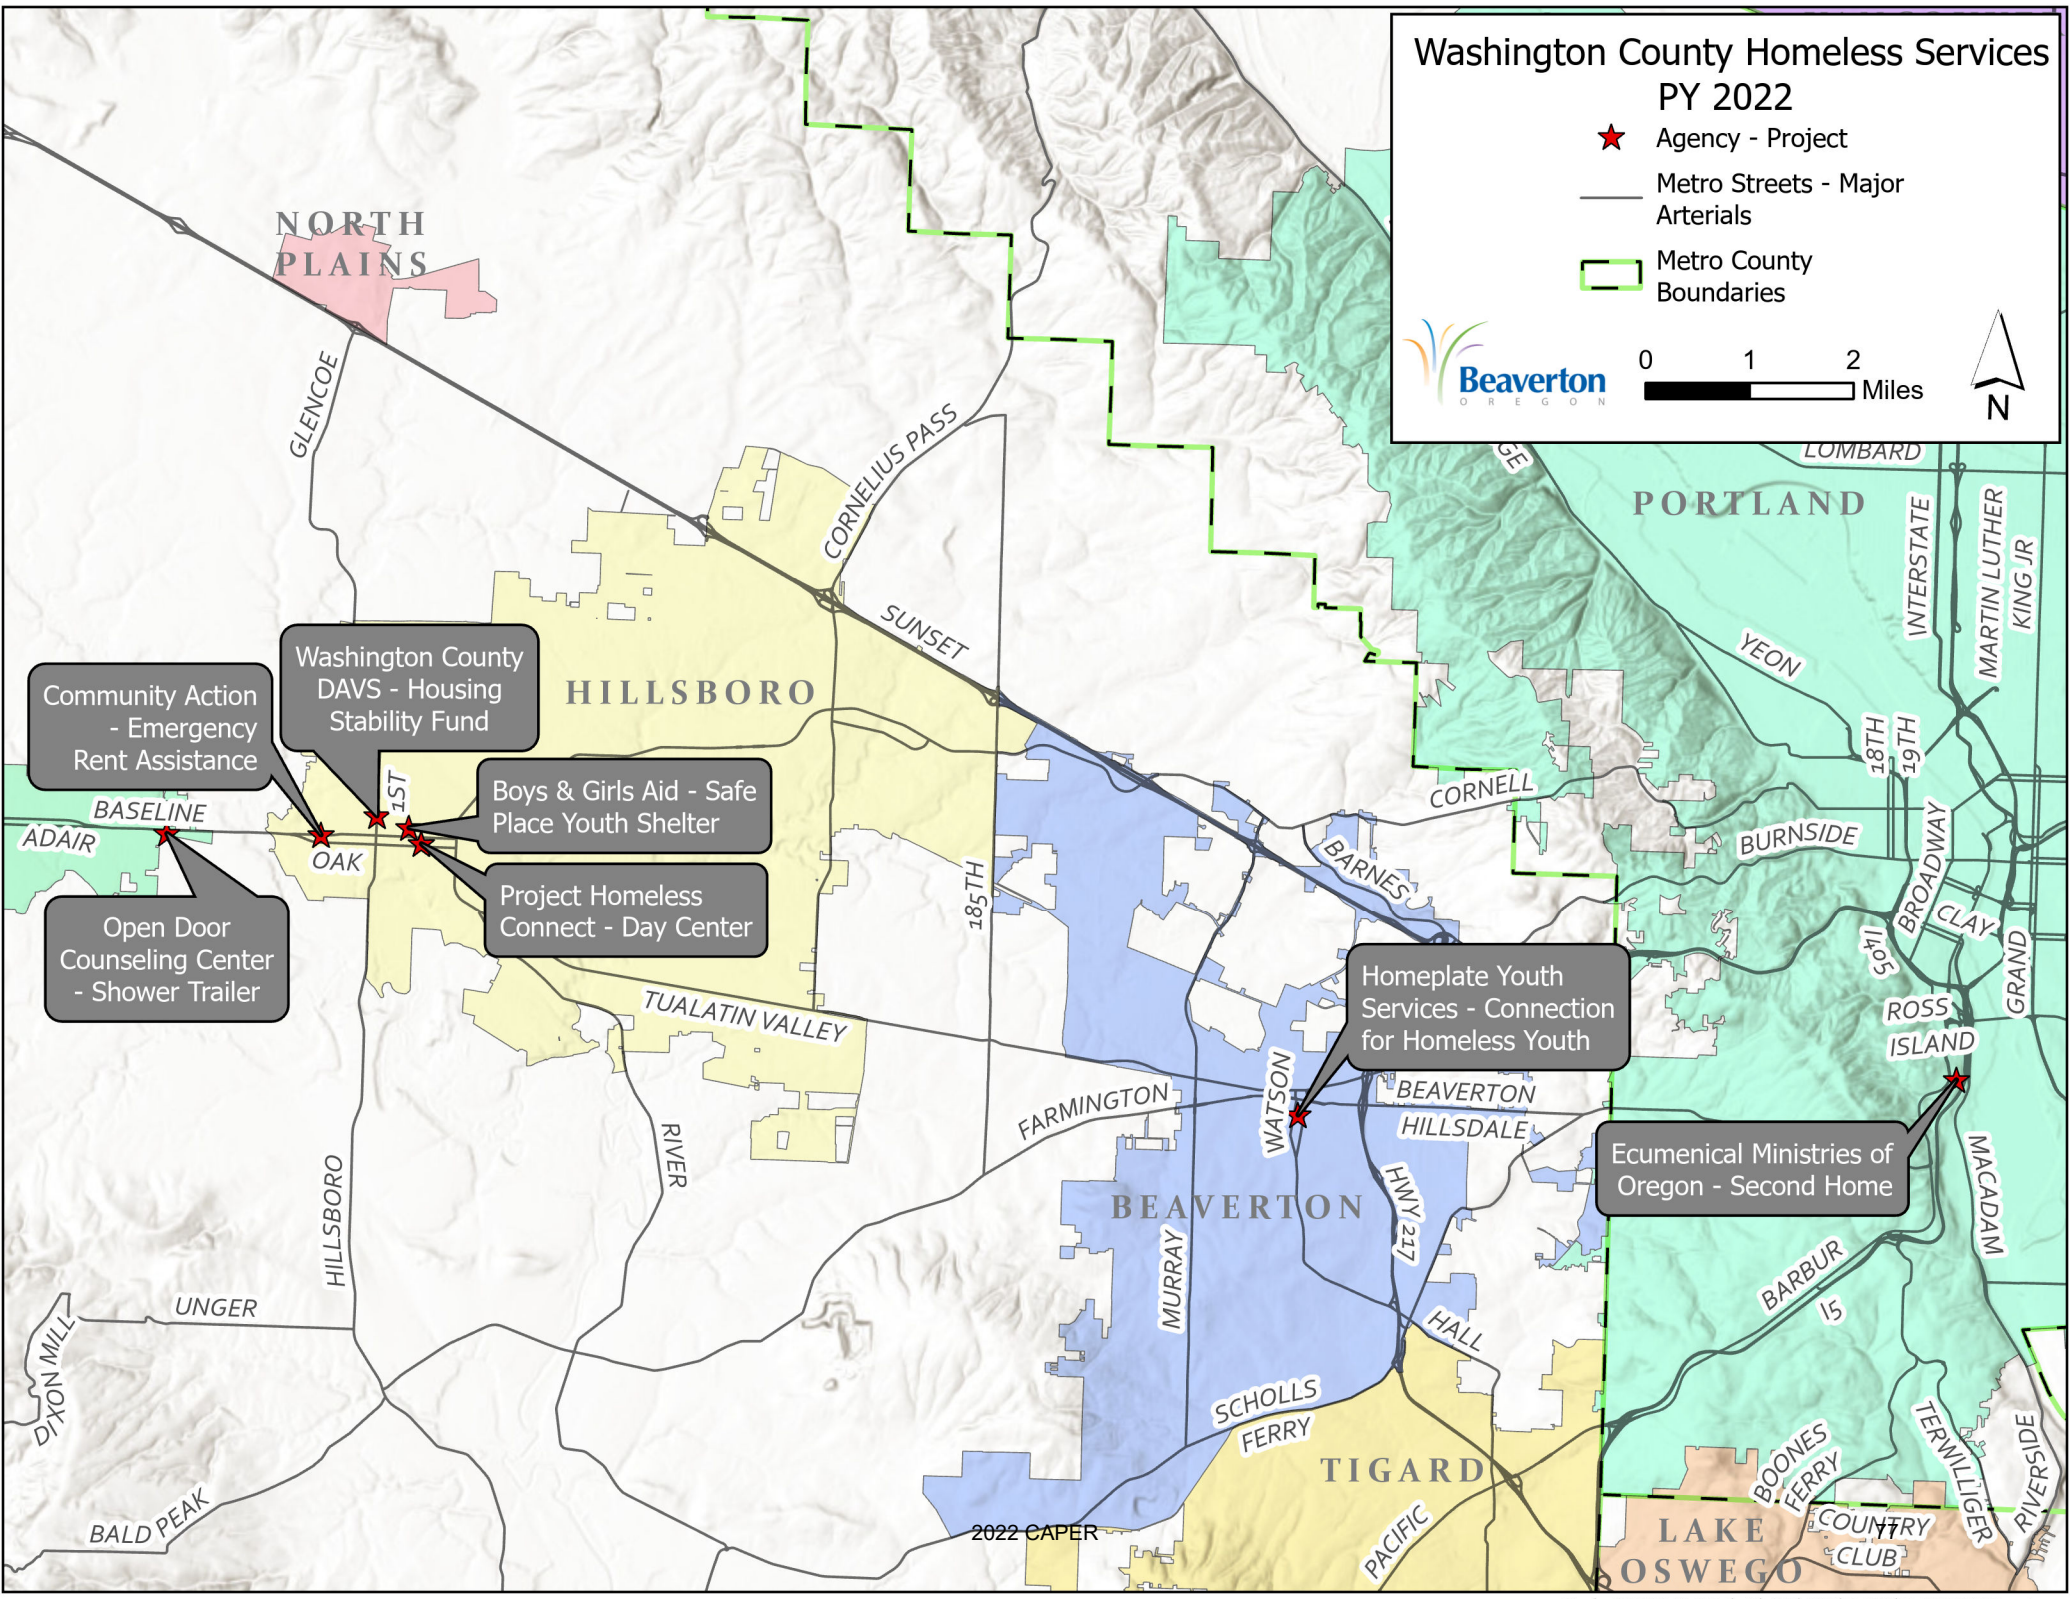 Washington County Homeless Services
PY 2022
Agency - Project
Metro Streets - Major
Arterials
Metro County
Boundaries
Beaverton
OREGON
0 1 2
Miles
N
NORTH
PLAINS
GLENCOE
CORNELIUS PASS
SUNSET
GE
LOMBARD
PORTLAND
INTERSTATE
MARTIN LUTHER
KING JR
YEON
18TH
19TH
HILLSBORO
Washington County
DAVS - Housing
Stability Fund
Community Action
- Emergency
Rent Assistance
1ST
Boys & Girls Aid - Safe
Place Youth Shelter
BASELINE
ADAIR
OAK
Project Homeless
Connect - Day Center
Open Door
Counseling Center
- Shower Trailer
185TH
CORNELL
BARNES
BURNSIDE
BROADWAY
CLAY
I405
GRAND
ROSS
ISLAND
TUALATIN VALLEY
Homeplate Youth
Services - Connection
for Homeless Youth
WATSON
FARMINGTON
BEAVERTON
HILLSDALE
RIVER
HILLSBORO
Ecumenical Ministries of
Oregon - Second Home
MACADAM
BEAVERTON
HWY 217
MURRAY
BARBUR
I5
UNGER
DIXON MILL
HALL
SCHOLLS
FERRY
TIGARD
BOONES
FERRY
TERWILLIGER
RIVERSIDE
BALD PEAK
PACIFIC
2022 CAPER
LAKE
OSWEGO
COUNTRY
CLUB
77